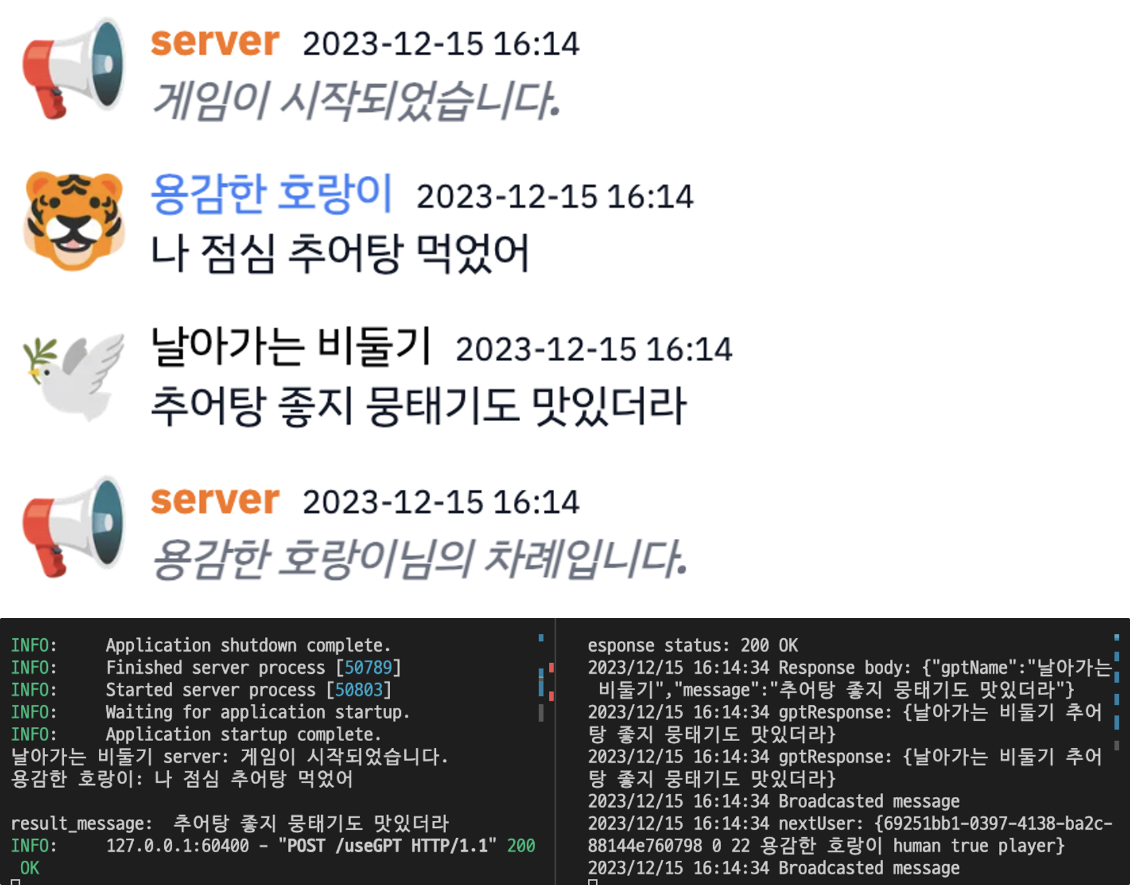 server 2023-12-15 16:14
게임이 시작되었습니다.
용감한 호랑이 2023-12-15 16:14
나 점심 추어탕 먹었어
날아가는 비둘기 2023-12-15 16:14
추어탕 좋지 뭉태기도 맛있더라
server 2023-12-15 16:14
용감한 호랑이님의 차례입니다.
INFO: Application shutdown complete.
INFO: Finished server process [50789]
INFO: Started server process [50803]
INFO: Waiting for application startup.
INFO: Application startup complete.
날아가는 비둘기 server: 게임이 시작되었습니다.
용감한 호랑이: 나 점심 추어탕 먹었어
result_message: 추어탕 좋지 뭉태기도 맛있더라
INFO: 127.0.0.1:60400 - "POST /useGPT HTTP/1.1" 200
OK
esponse status: 200 OK
2023/12/15 16:14:34 Response body: {"gptName":"날아가는
비둘기","message":"추어탕 좋지 뭉태기도 맛있더라"}
2023/12/15 16:14:34 gptResponse: {날아가는 비둘기 추어
탕 좋지 뭉태기도 맛있더라}
2023/12/15 16:14:34 gptResponse: {날아가는 비둘기 추어
탕 좋지 뭉태기도 맛있더라}
2023/12/15 16:14:34 Broadcasted message
2023/12/15 16:14:34 nextUser: {69251bb1-0397-4138-ba2c-
88144e760798 0 22 용감한 호랑이 human true player}
2023/12/15 16:14:34 Broadcasted message